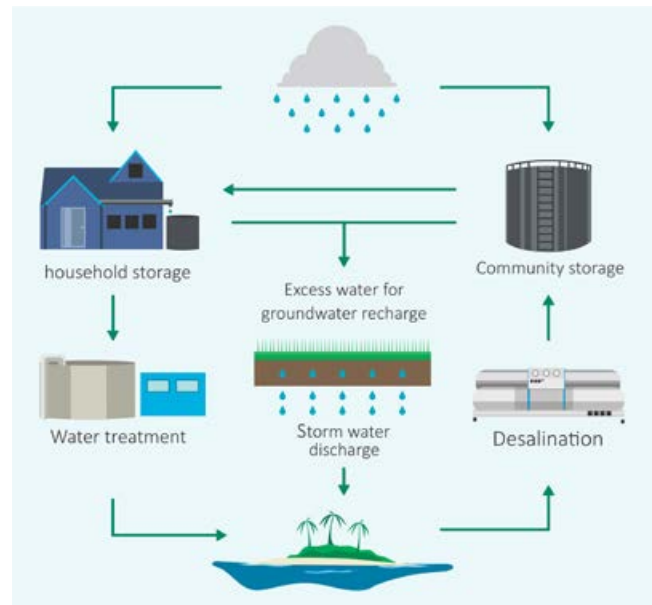 household storage
Community storage
Excess water for
groundwater recharge
Water treatment
Storm water
discharge
Desalination